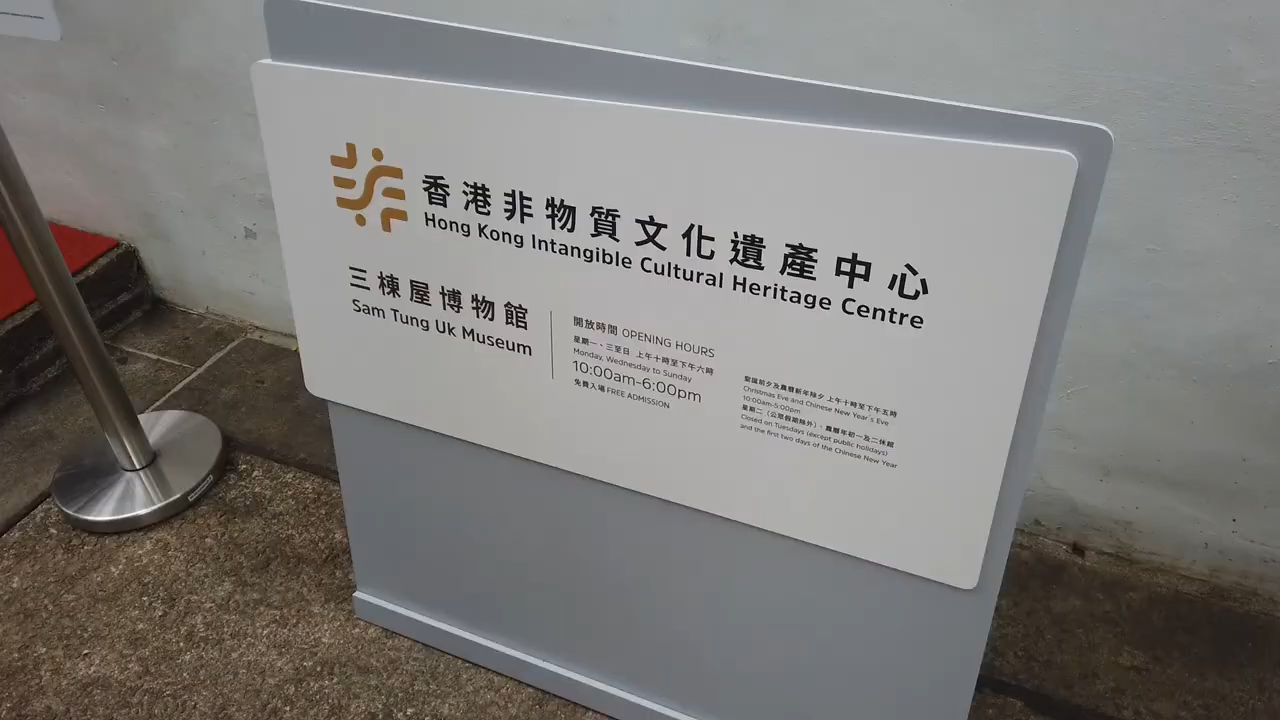 香港非物質文化遺產中心
Hong Kong Intangible Cultural Heritage Centre
三棟屋博物館
Sam Tung Uk Museum
開放時間 OPENING HOURS
星期一、三至日 上午十時至下午六時
Monday, Wednesday to Sunday
10:00am-6:00pm
免費入場 FREE ADMISSION
聖誕前夕及農曆新年除夕 上午十時至下午五時
Christmas Eve and Chinese New Year's Eve
10:00am-5:00pm
星期二（公眾假期除外）、農曆年初一及二休館
Closed on Tuesdays (except public holidays)
and the first two days of the Chinese New Year